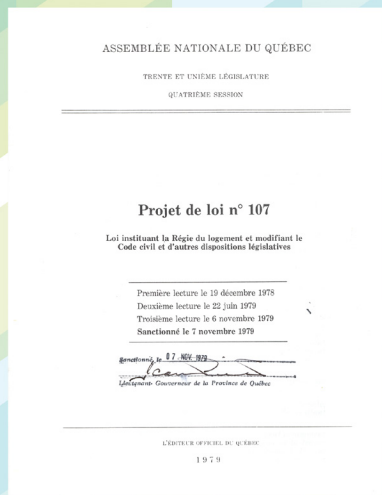 ASSEMBLÉE NATIONALE DU QUÉBEC
TRENTE ET UNIÈME LÉGISLATURE
QUATRIÈME SESSION
Projet de loi n° 107
Loi instituant la Régie du logement et modifiant le
Code civil et d'autres dispositions législatives
Première lecture le 19 décembre 1978
Deuxième lecture le 22 juin 1979
Troisième lecture le 6 novembre 1979
Sanctionné le 7 novembre 1979
Sanctionné, le 07. NOV. 1979
Lieutenant-Gouverneur de la Province de Québec
L'ÉDITEUR OFFICIEL DU QUÉBEC
1979